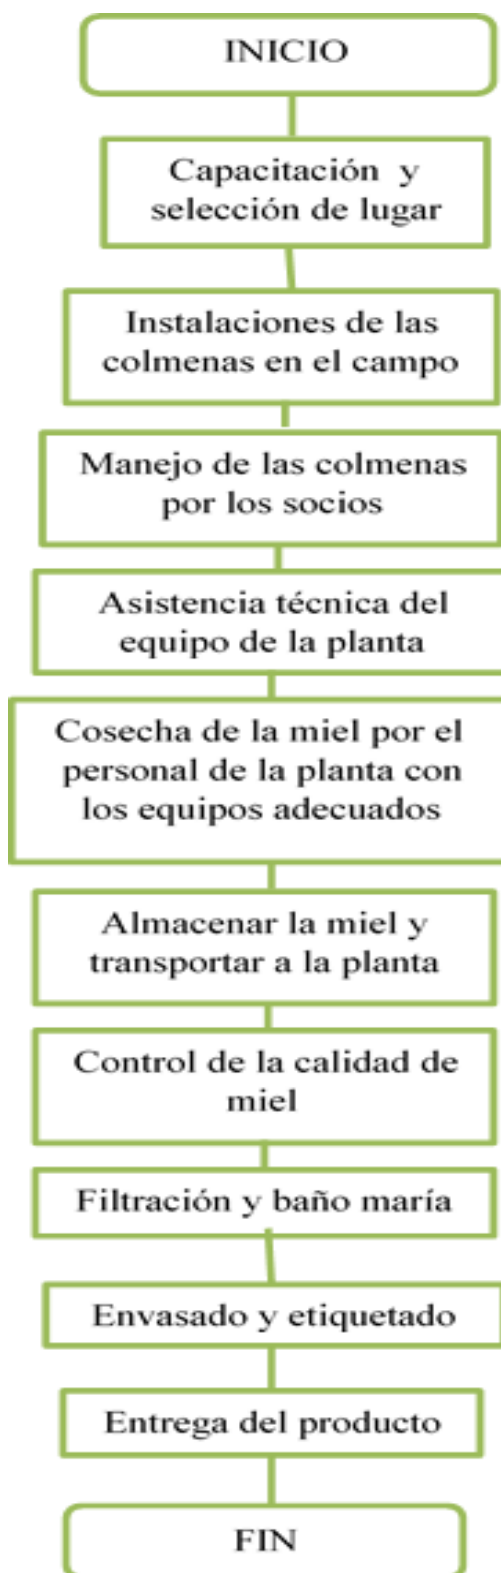 INICIO
Capacitación y
selección de lugar
Instalaciones de las
colmenas en el campo
Manejo de las colmenas
por los socios
Asistencia técnica del
equipo de la planta
Cosecha de la miel por el
personal de la planta con
los equipos adecuados
Almacenar la miel y
transportar a la planta
Control de la calidad de
miel
Filtración y baño maría
Envasado y etiquetado
Entrega del producto
FIN